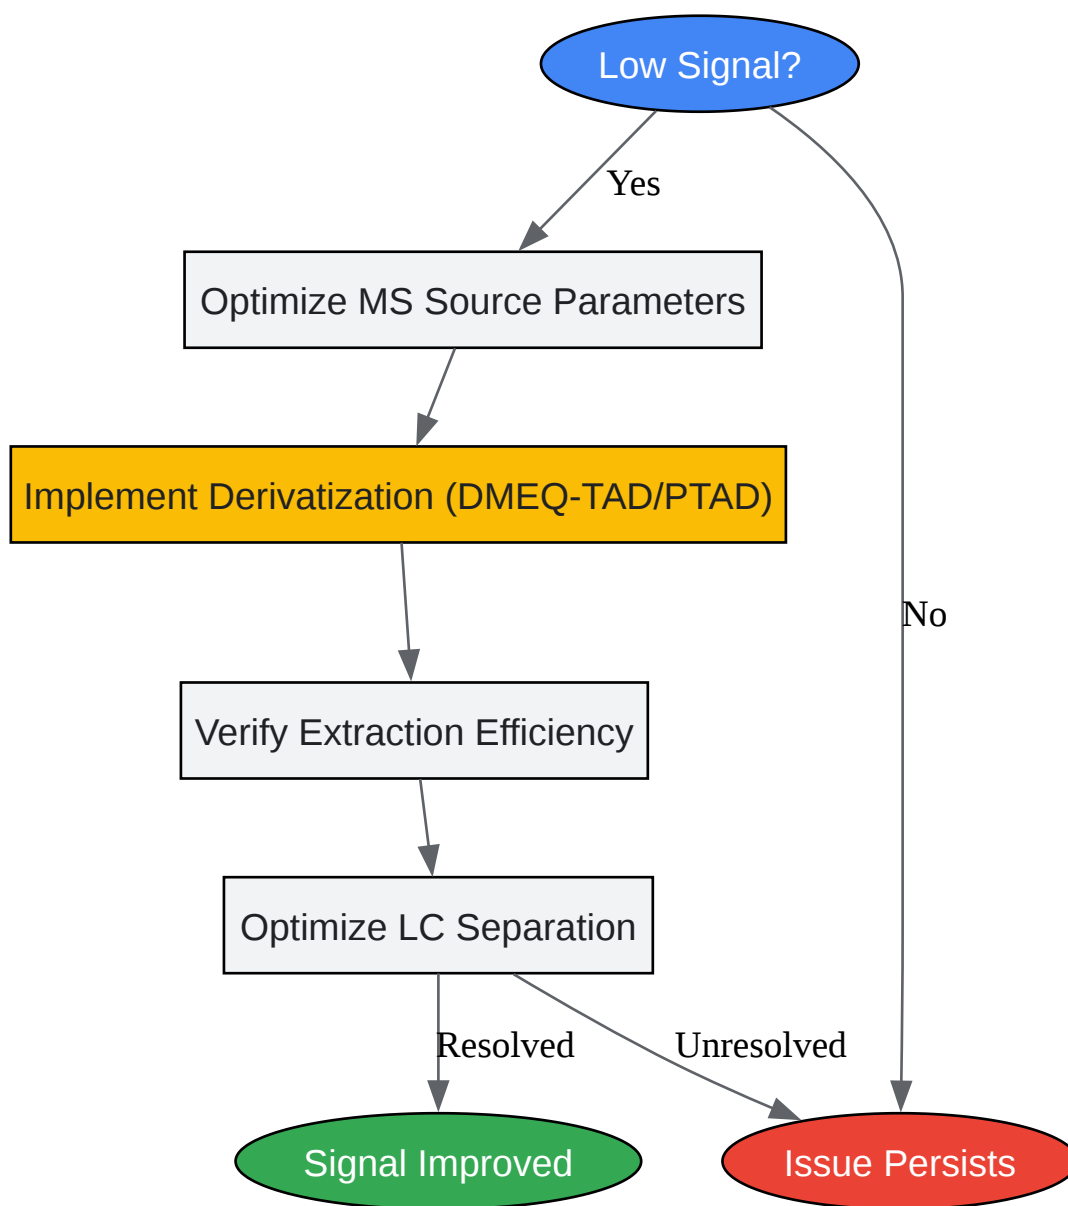 Low Signal?
Yes
Optimize MS Source Parameters
Implement Derivatization (DMEQ-TAD/PTAD)
No
Verify Extraction Efficiency
Optimize LC Separation
Resolved
Unresolved
Signal Improved
Issue Persists